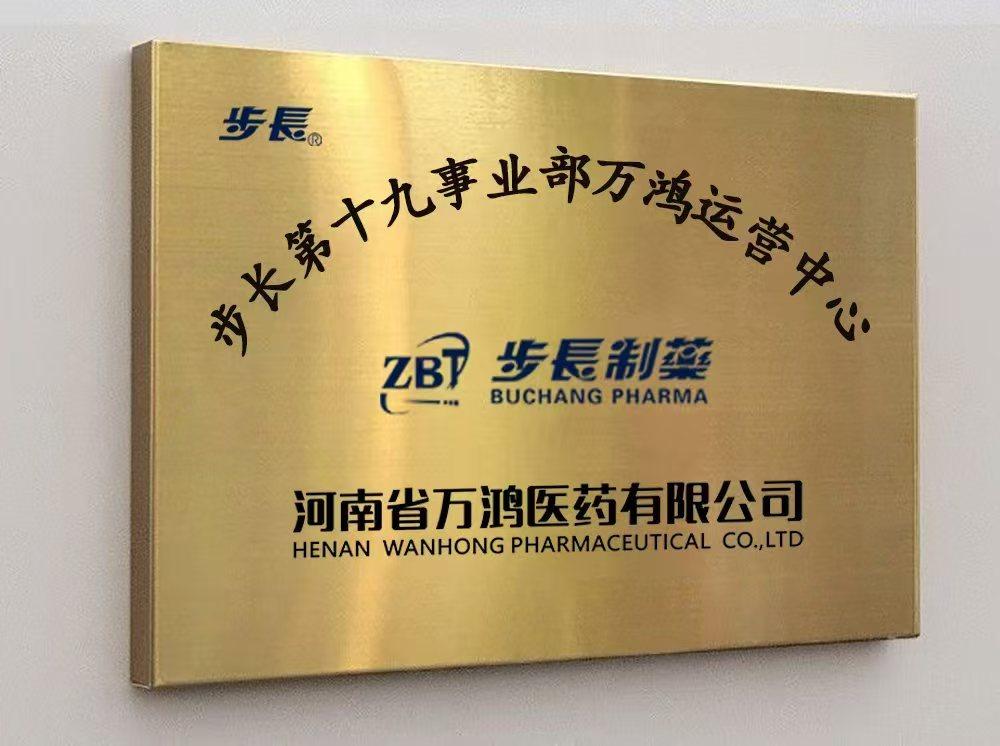 步長®
步长第十九事业部万鸿运营中心
ZBT 步長制藥
BUCHANG PHARMA
河南省万鸿医药有限公司
HENAN WANHONG PHARMACEUTICAL CO.,LTD